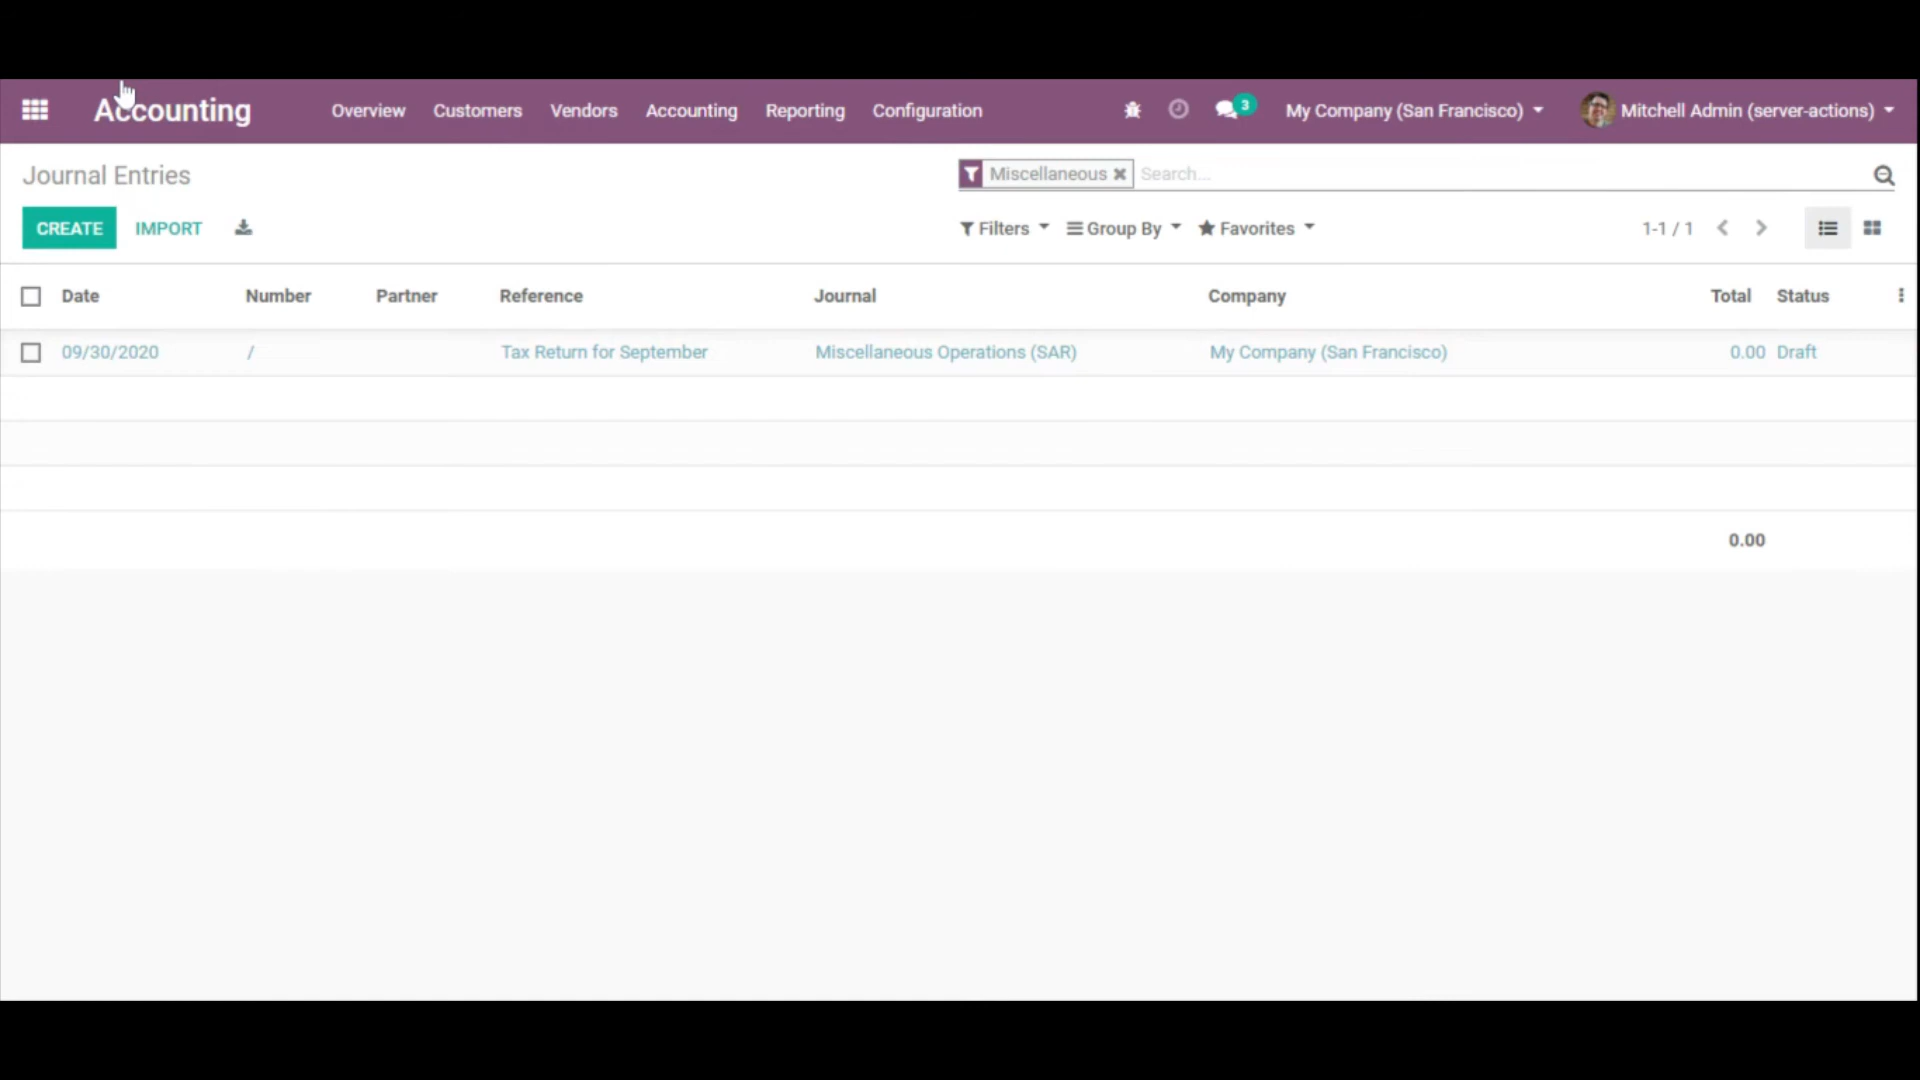 Accounting Overview Customers Vendors Accounting Reporting Configuration 3 My Company (San Francisco) Mitchell Admin (server-actions)
Journal Entries Miscellaneous Search...
CREATE IMPORT Filters Group By Favorites 1-1 / 1
Date Number Partner Reference Journal Company Total Status
09/30/2020 / Tax Return for September Miscellaneous Operations (SAR) My Company (San Francisco) 0.00 Draft
0.00